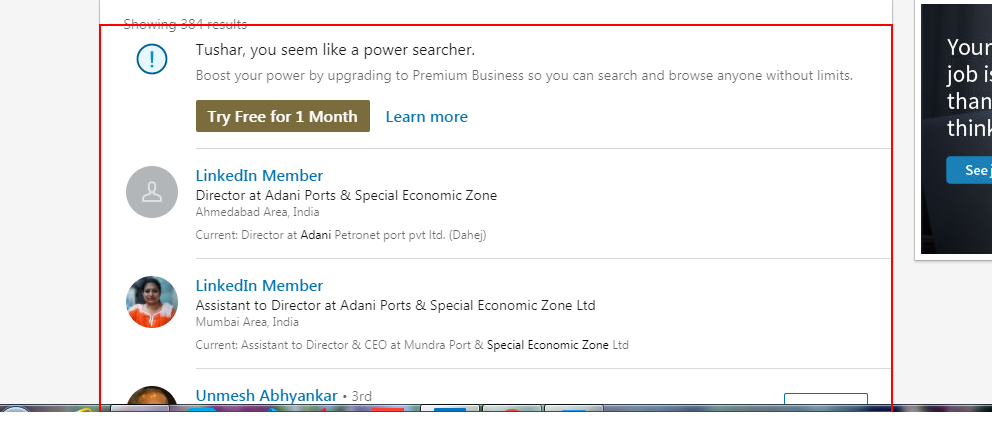 Showing 384 results
Tushar, you seem like a power searcher.
Boost your power by upgrading to Premium Business so you can search and browse anyone without limits.
Try Free for 1 Month
Learn more
LinkedIn Member
Director at Adani Ports & Special Economic Zone
Ahmedabad Area, India
Current: Director at Adani Petronet port pvt ltd. (Dahej)
LinkedIn Member
Assistant to Director at Adani Ports & Special Economic Zone Ltd
Mumbai Area, India
Current: Assistant to Director & CEO at Mundra Port & Special Economic Zone Ltd
Unmesh Abhyankar • 3rd
Your
job is
than
think
See j